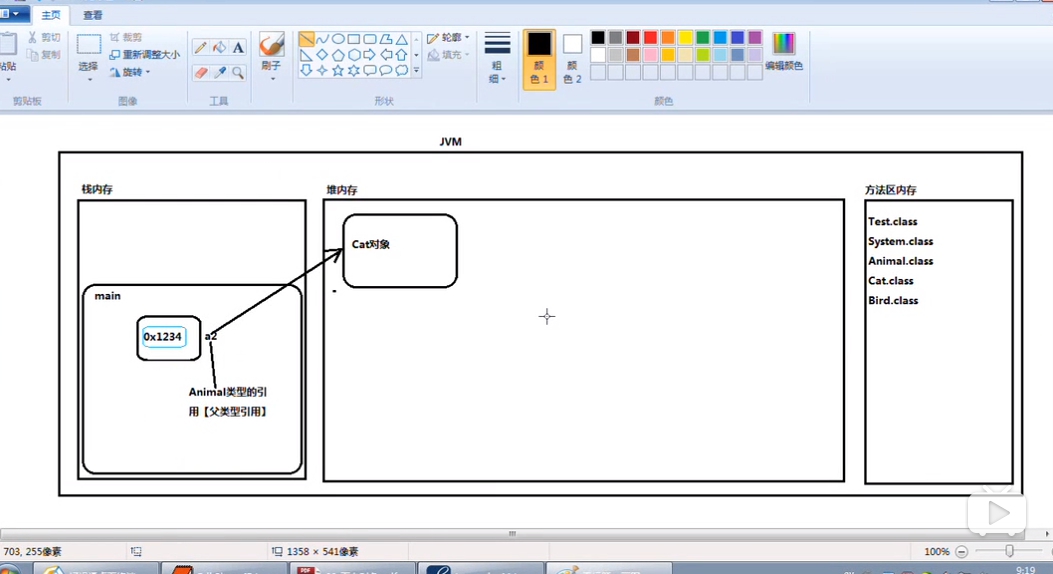 主页
查看
剪切
复制
剪贴板
选择
裁剪
重新调整大小
旋转
图像
A
工具
刷子
轮廓
填充
形状
粗
细
颜
色 1
颜
色 2
编辑颜色
颜色
JVM
栈内存
堆内存
方法区内存
Test.class
System.class
Animal.class
Cat.class
Bird.class
Cat对象
main
0x1234
a2
Animal类型的引
用【父类型引用】
703, 255像素
1358 × 541像素
100%
9:19